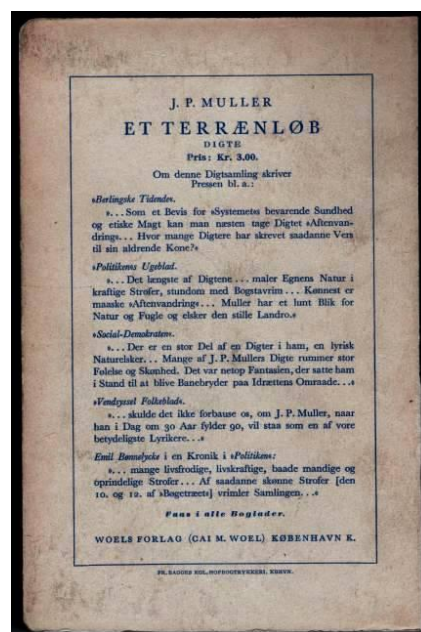 J. P. MULLER
ET TERRÆNLØB
DIGTE
Pris: Kr. 3.00.
Om denne Digtsamling skriver
Pressen bl. a.:
»Berlingske Tidende«.
»... Som et Bevis for »Systemets« bevarende Sundhed
og etiske Magt kan man næsten tage Digtet »Aftenvan-
dring«... Hvor mange Digtere har skrevet saadanne Vers
til sin aldrende Kone?«
»Politikens Ugeblad.
»... Det længste af Digtene... maler Egnens Natur i
kraftige Strofer, stundom med Bogstavrim... Kønnest er
maaske »Aftenvandring«... Muller har et lunt Blik for
Natur og Fugle og elsker den stille Landro.«
»Social-Demokraten«.
»... Der er en stor Del af en Digter i ham, en lyrisk
Naturelsker... Mange af J. P. Mullers Digte rummer stor
Følelse og Skønhed. Det var netop Fantasien, der satte ham
i Stand til at blive Banebryder paa Idrættens Omraade...«
»Vendsyssel Folkeblad«.
»... skulde det ikke forbause os, om J. P. Muller, naar
han i Dag om 30 Aar fylder 90, vil staa som en af vore
betydeligste Lyrikere...«
Emil Bønnelycke i en Kronik i »Politiken«:
»... mange livsfrodige, livskraftige, baade mandige og
oprindelige Strofer... Af saadanne skønne Strofer [den
10. og 12. af »Bøgetræet«] vrimler Samlingen...«
Faas i alle Boglader.
WOELS FORLAG (CAI M. WOEL) KØBENHAVN K.
FR. BAGGES KGL. HOFBOGTRYKKERI, KBHVN.